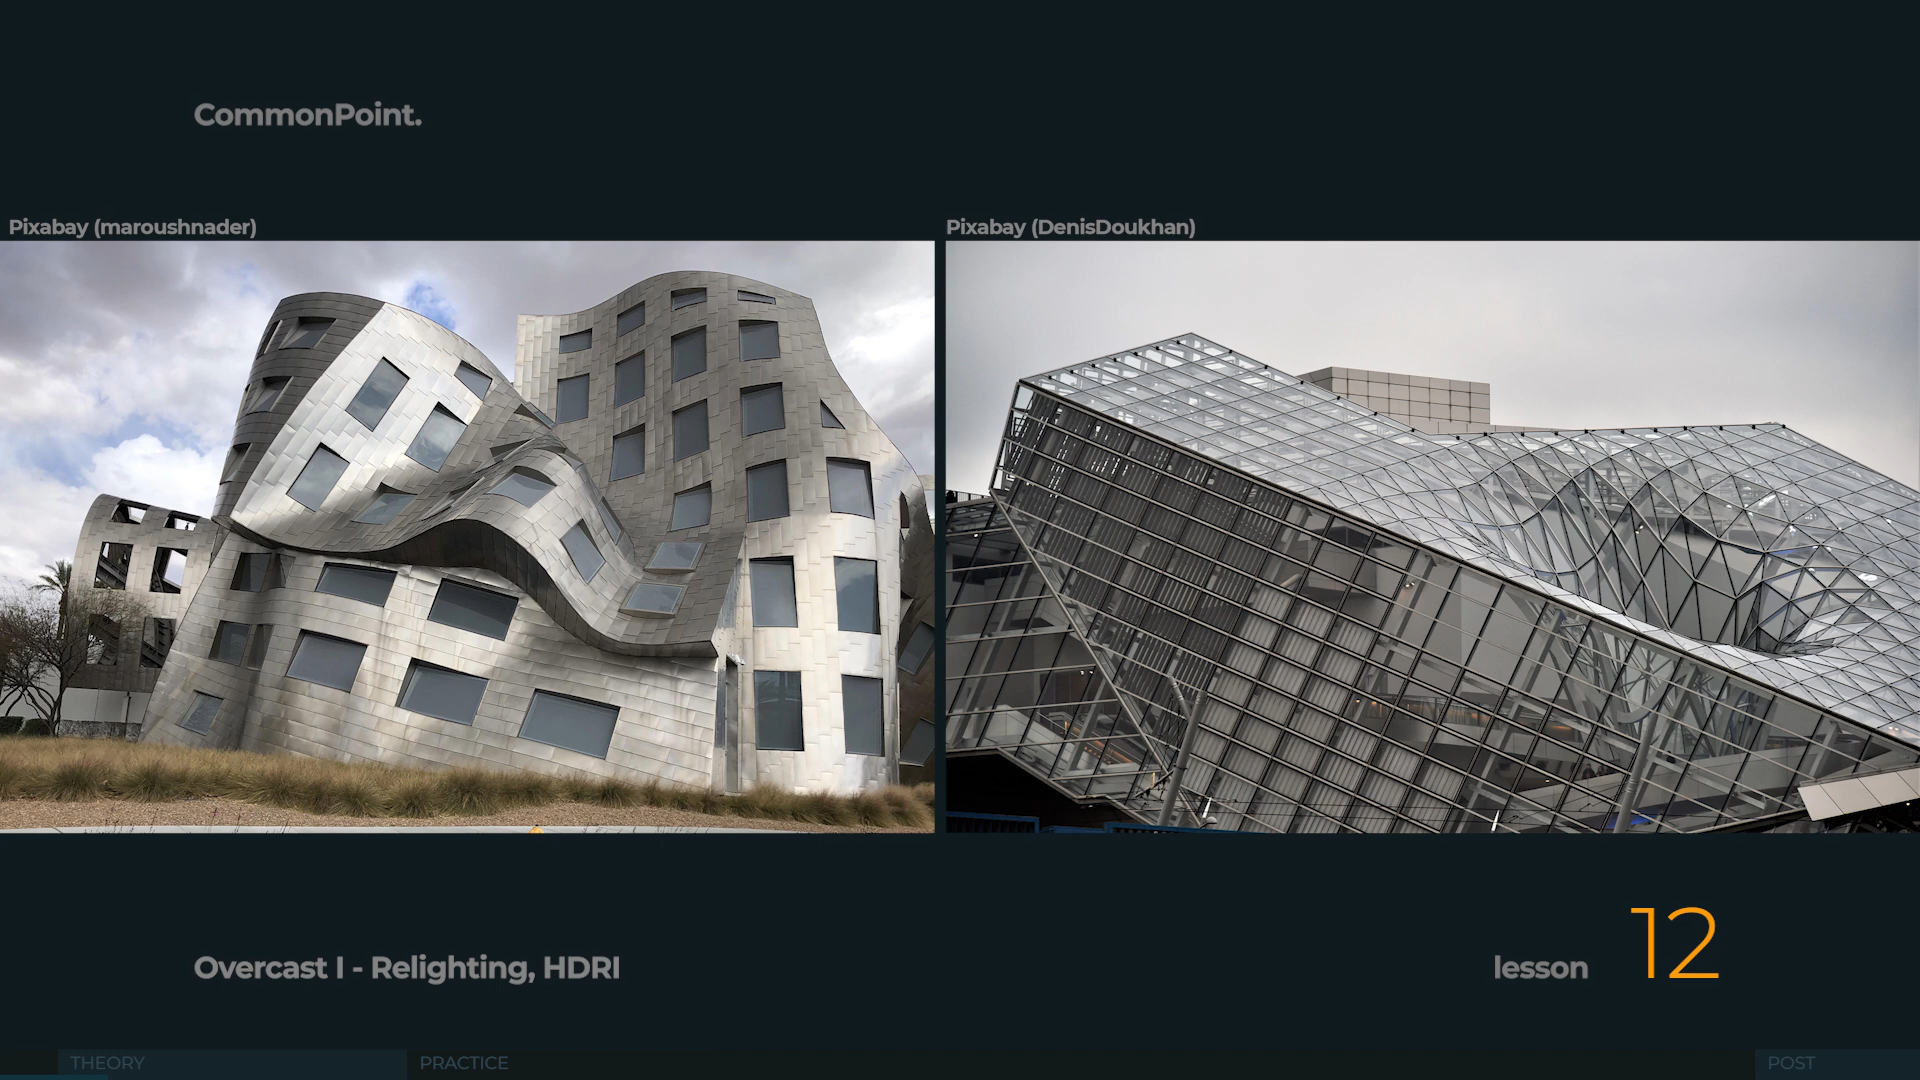 CommonPoint.
Pixabay (maroushnader)
Pixabay (DenisDoukhan)
Overcast I - Relighting, HDRI
lesson 12
THEORY
PRACTICE
POST